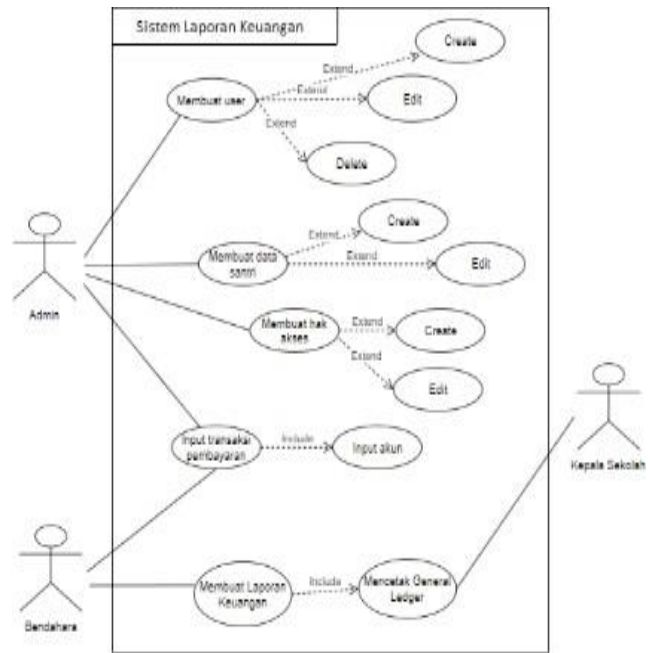 Sistem Laporan Keuangan
Create
Extend
Membuat user
Extend
Edit
Extend
Delete
Create
Extend
Membuat data
santri
Extend
Edit
Admin
Membuat hak
akses
Extend
Create
Extend
Edit
Input transaksi
pembayaran
Include
Input akun
Kepala Sekolah
Membuat Laporan
Keuangan
Include
Mencetak General
Ledger
Bendahara